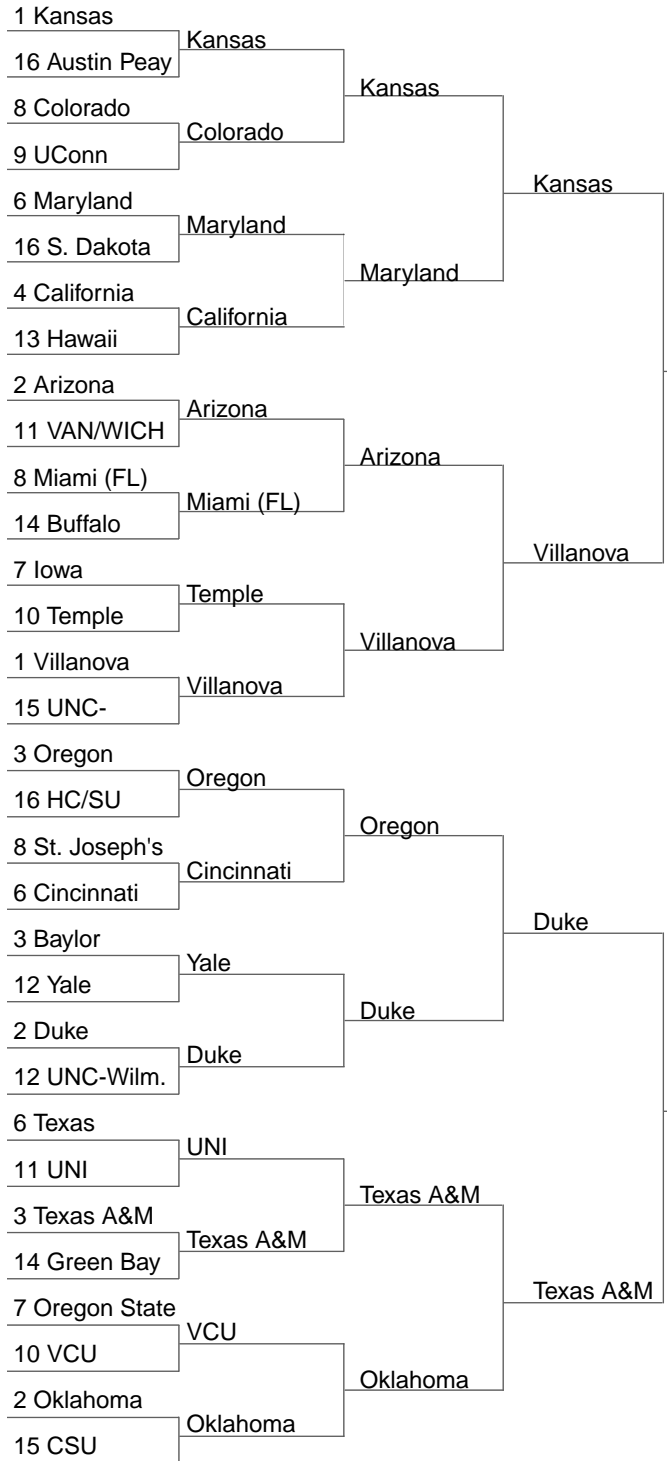 1 Kansas
Kansas
16 Austin Peay
Kansas
8 Colorado
Colorado
9 UConn
Kansas
6 Maryland
Maryland
16 S. Dakota
Maryland
4 California
California
13 Hawaii
2 Arizona
Arizona
11 VAN/WICH
Arizona
8 Miami (FL)
Miami (FL)
14 Buffalo
Villanova
7 Iowa
Temple
10 Temple
Villanova
1 Villanova
Villanova
15 UNC-
3 Oregon
Oregon
16 HC/SU
Oregon
8 St. Joseph's
Cincinnati
6 Cincinnati
Duke
3 Baylor
Yale
12 Yale
Duke
2 Duke
Duke
12 UNC-Wilm.
6 Texas
UNI
11 UNI
Texas A&M
3 Texas A&M
Texas A&M
14 Green Bay
Texas A&M
7 Oregon State
VCU
10 VCU
Oklahoma
2 Oklahoma
Oklahoma
15 CSU